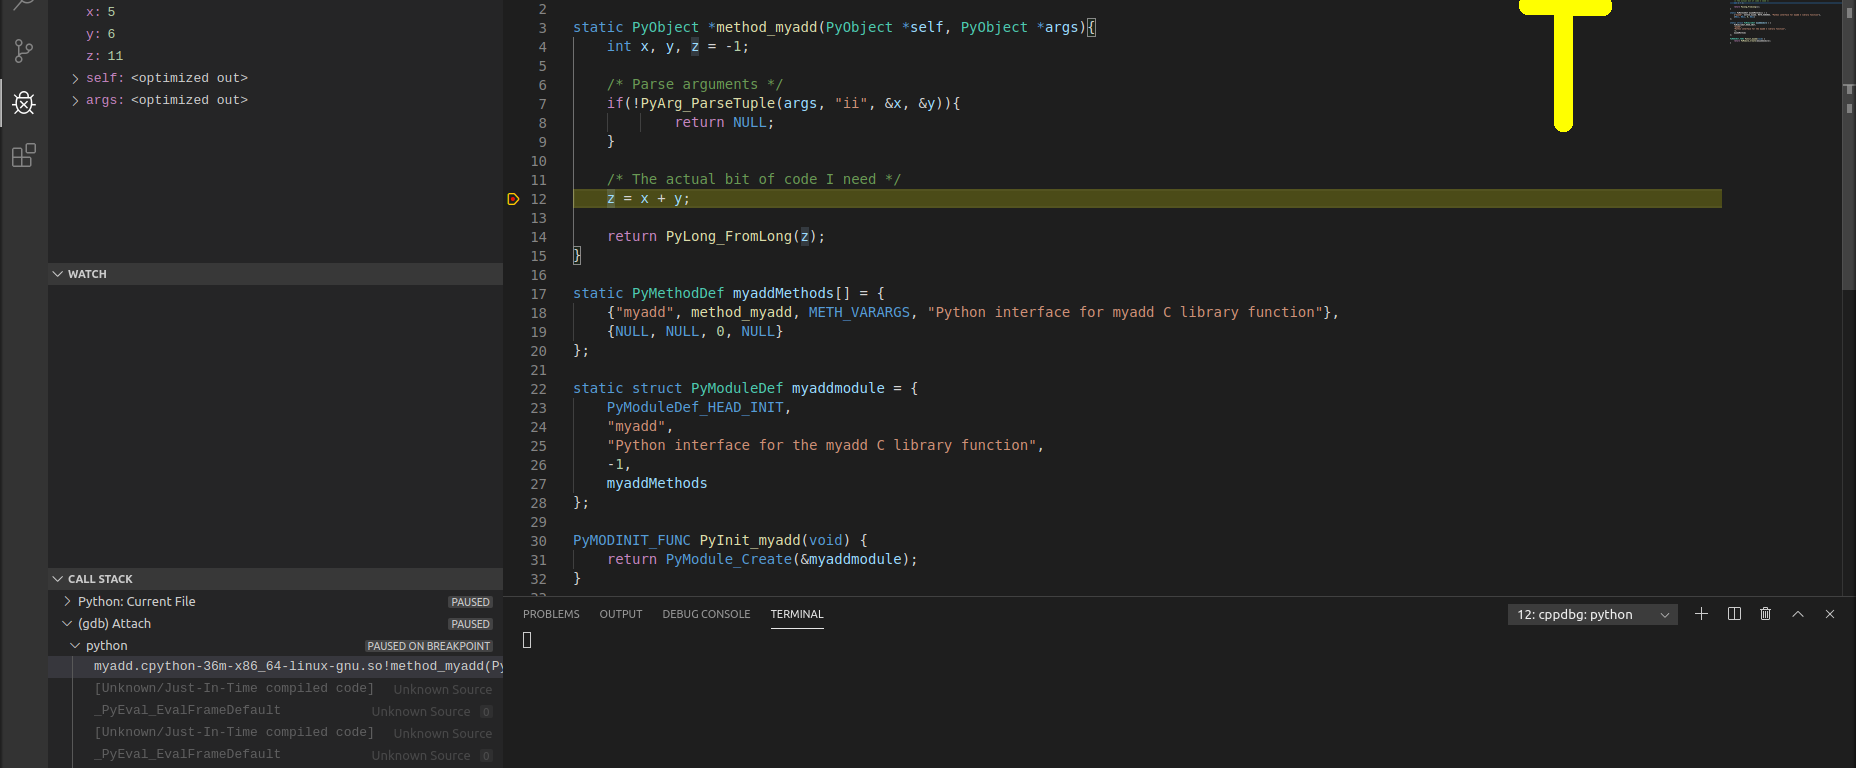 x: 5
y: 6
z: 11
self: <optimized out>
args: <optimized out>
WATCH
CALL STACK
Python: Current File PAUSED
(gdb) Attach PAUSED
python PAUSED ON BREAKPOINT
myadd.cpython-36m-x86_64-linux-gnu.so!method_myadd(Py
[Unknown/Just-In-Time compiled code] Unknown Source
_PyEval_EvalFrameDefault Unknown Source 0
[Unknown/Just-In-Time compiled code] Unknown Source
_PyEval_EvalFrameDefault Unknown Source 0
2
3 static PyObject *method_myadd(PyObject *self, PyObject *args){
4 int x, y, z = -1;
5
6 /* Parse arguments */
7 if(!PyArg_ParseTuple(args, "ii", &x, &y)){
8 return NULL;
9 }
10
11 /* The actual bit of code I need */
12 z = x + y;
13
14 return PyLong_FromLong(z);
15 }
16
17 static PyMethodDef myaddMethods[] = {
18 {"myadd", method_myadd, METH_VARARGS, "Python interface for myadd C library function"},
19 {NULL, NULL, 0, NULL}
20 };
21
22 static struct PyModuleDef myaddmodule = {
23 PyModuleDef_HEAD_INIT,
24 "myadd",
25 "Python interface for the myadd C library function",
26 -1,
27 myaddMethods
28 };
29
30 PyMODINIT_FUNC PyInit_myadd(void) {
31 return PyModule_Create(&myaddmodule);
32 }
PROBLEMS OUTPUT DEBUG CONSOLE TERMINAL 12: cppdbg: python